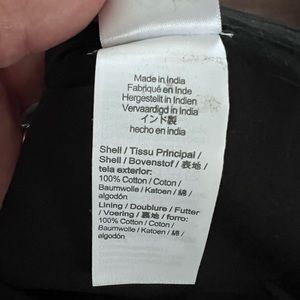 Made in India
Fabriqué en Inde
Hergestellt in Indien
Vervaardigd in India
インド製
hecho en india
Shell / Tissu Principal /
Shell / Bovenstof / 表地 /
tela exterior:
100% Cotton / Coton /
Baumwolle / Katoen / 綿 /
algodón
Lining / Doublure / Futter
/ Voering / 裏地 / forro:
100% Cotton / Coton /
Baumwolle / Katoen / 綿 /
algodón